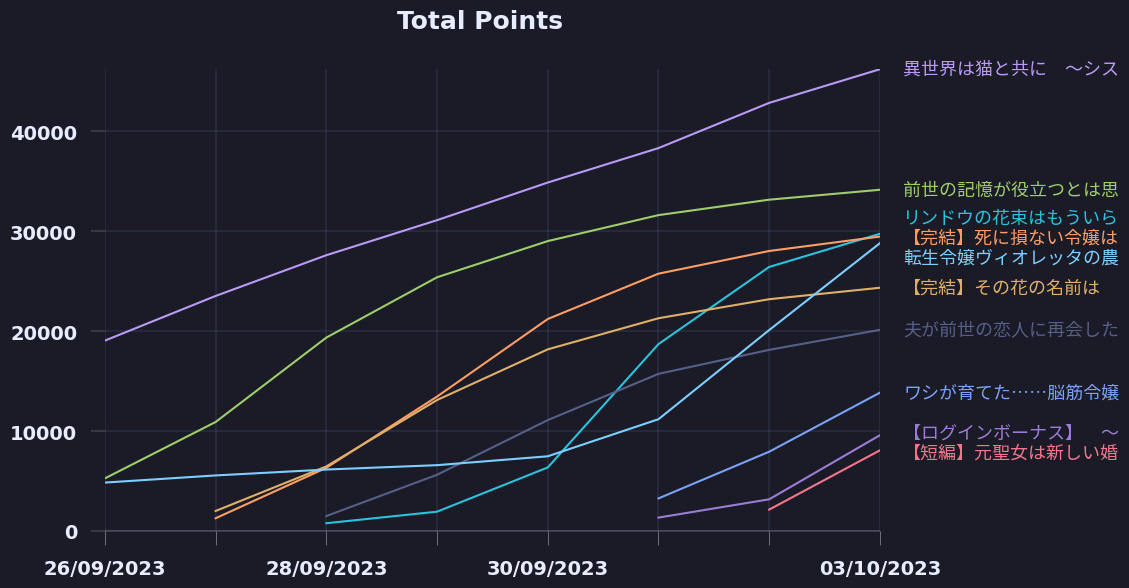 Total Points
異世界は猫と共に　～シス
40000
前世の記憶が役立つとは思
リンドウの花束はもういら
30000
【完結】死に損ない令嬢は
転生令嬢ヴィオレッタの農
【完結】その花の名前は
20000
夫が前世の恋人に再会した
ワシが育てた……脳筋令嬢
10000
【ログインボーナス】　～
【短編】元聖女は新しい婚
0
26/09/2023
28/09/2023
30/09/2023
03/10/2023